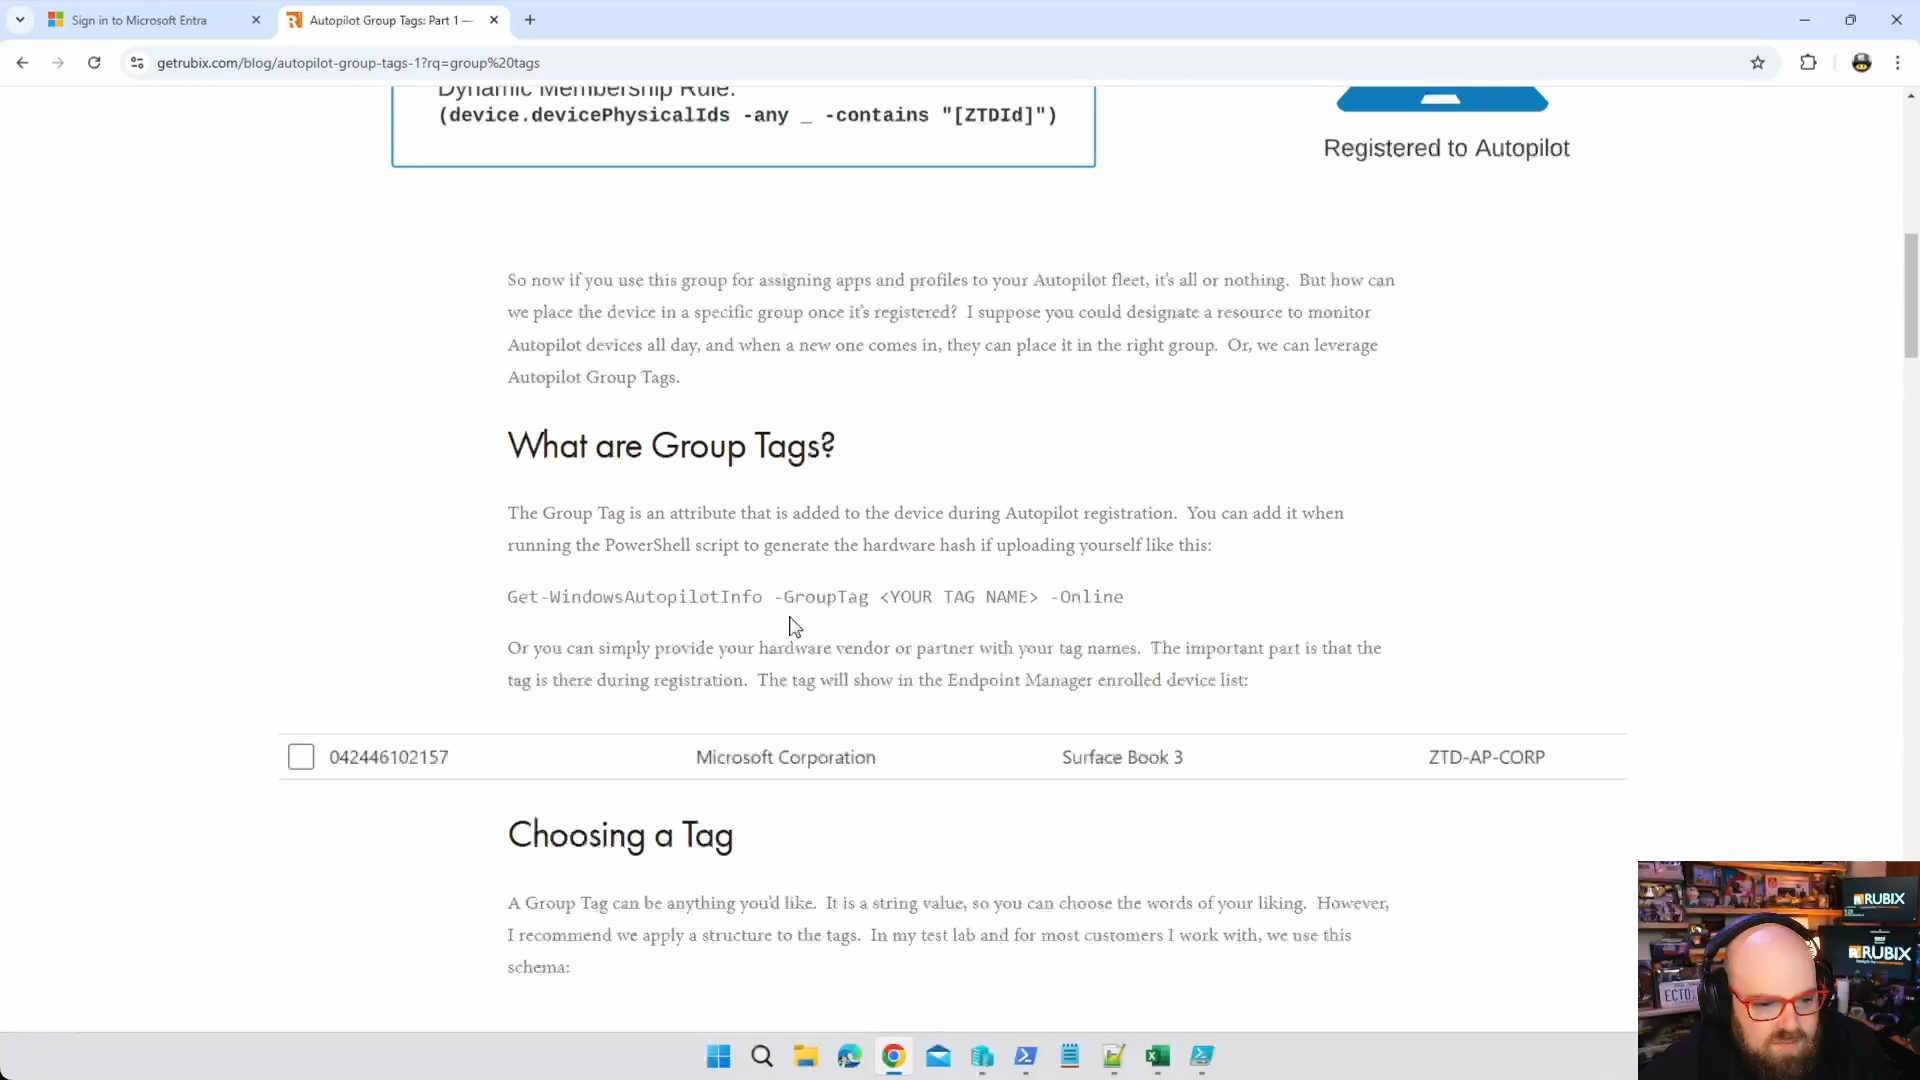 Sign in to Microsoft Entra
Autopilot Group Tags: Part 1 —
getrubix.com/blog/autopilot-group-tags-1?rq=group%20tags
Dynamic Membership Rule:
(device.devicePhysicalIds -any _ -contains "[ZTDId]")
Registered to Autopilot
So now if you use this group for assigning apps and profiles to your Autopilot fleet, it's all or nothing. But how can
we place the device in a specific group once it's registered? I suppose you could designate a resource to monitor
Autopilot devices all day, and when a new one comes in, they can place it in the right group. Or, we can leverage
Autopilot Group Tags.
What are Group Tags?
The Group Tag is an attribute that is added to the device during Autopilot registration. You can add it when
running the PowerShell script to generate the hardware hash if uploading yourself like this:
Get-WindowsAutopilotInfo -GroupTag <YOUR TAG NAME> -Online
Or you can simply provide your hardware vendor or partner with your tag names. The important part is that the
tag is there during registration. The tag will show in the Endpoint Manager enrolled device list:
042446102157 Microsoft Corporation Surface Book 3 ZTD-AP-CORP
Choosing a Tag
A Group Tag can be anything you'd like. It is a string value, so you can choose the words of your liking. However,
I recommend we apply a structure to the tags. In my test lab and for most customers I work with, we use this
schema:
RUBIX
RUBIX
ECTO